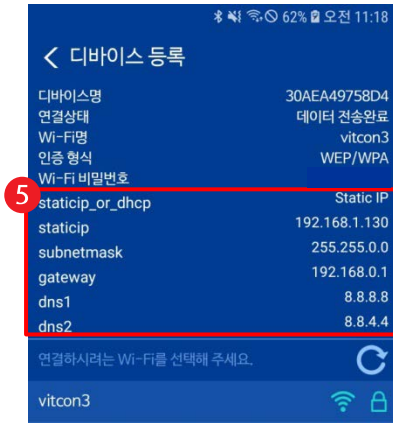 62% 오전 11:18
디바이스 등록
디바이스명 30AEA49758D4
연결상태 데이터 전송완료
Wi-Fi명 vitcon3
인증 형식 WEP/WPA
Wi-Fi 비밀번호
5
staticip_or_dhcp Static IP
staticip 192.168.1.130
subnetmask 255.255.0.0
gateway 192.168.0.1
dns1 8.8.8.8
dns2 8.8.4.4
연결하시려는 Wi-Fi를 선택해 주세요.
vitcon3